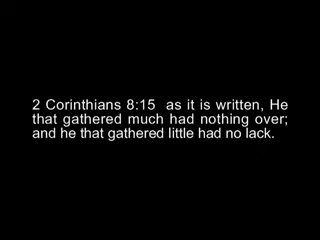 2 Corinthians 8:15  as it is written, He
that gathered much had nothing over;
and he that gathered little had no lack.